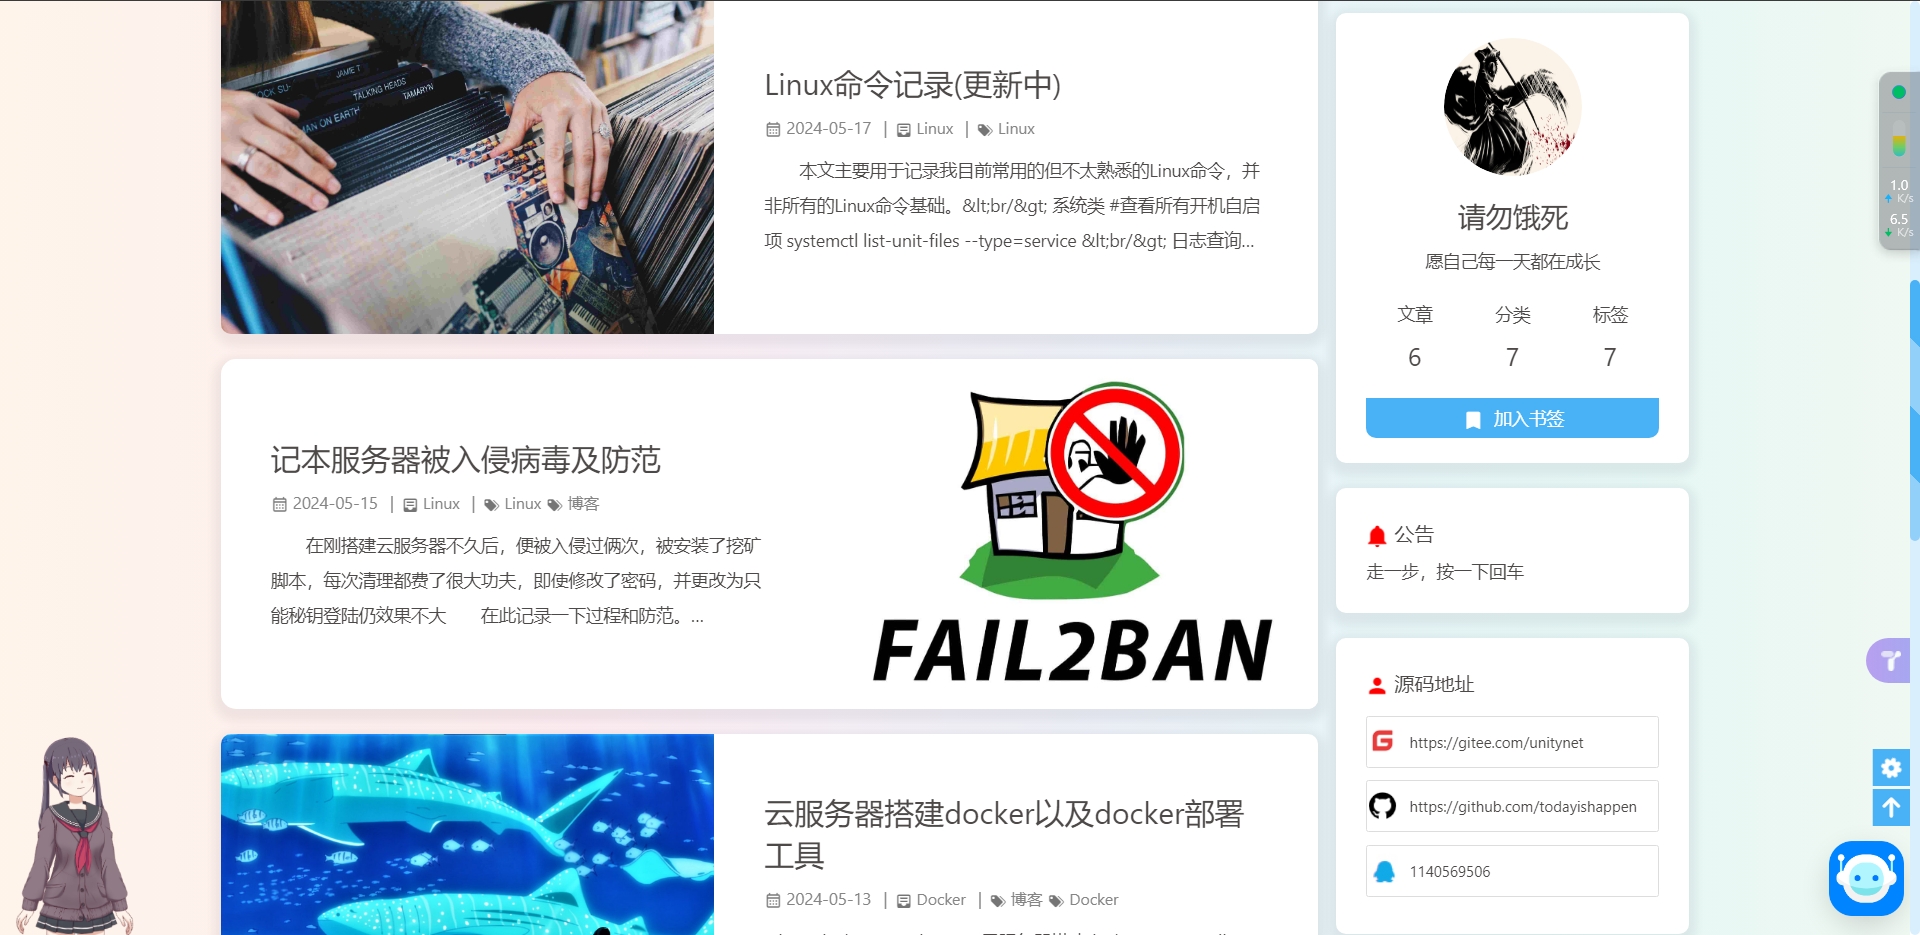 JAMIE T
TALKING HEADS
TAMARYN
MAN ON EARTH
Linux命令记录(更新中)
2024-05-17 | Linux | Linux
本文主要用于记录我目前常用的但不太熟悉的Linux命令，并
非所有的Linux命令基础。&lt;br/&gt; 系统类 #查看所有开机自启
项 systemctl list-unit-files --type=service &lt;br/&gt; 日志查询...
记本服务器被入侵病毒及防范
2024-05-15 | Linux | Linux 博客
在刚搭建云服务器不久后，便被入侵过俩次，被安装了挖矿
脚本，每次清理都费了很大功夫，即使修改了密码，并更改为只
能秘钥登陆仍效果不大 在此记录一下过程和防范。...
FAIL2BAN
云服务器搭建docker以及docker部署
工具
2024-05-13 | Docker | 博客 Docker
请勿饿死
愿自己每一天都在成长
文章 分类 标签
6 7 7
加入书签
公告
走一步，按一下回车
源码地址
https://gitee.com/unitynet
https://github.com/todayishappen
1140569506
1.0
K/s
6.5
K/s